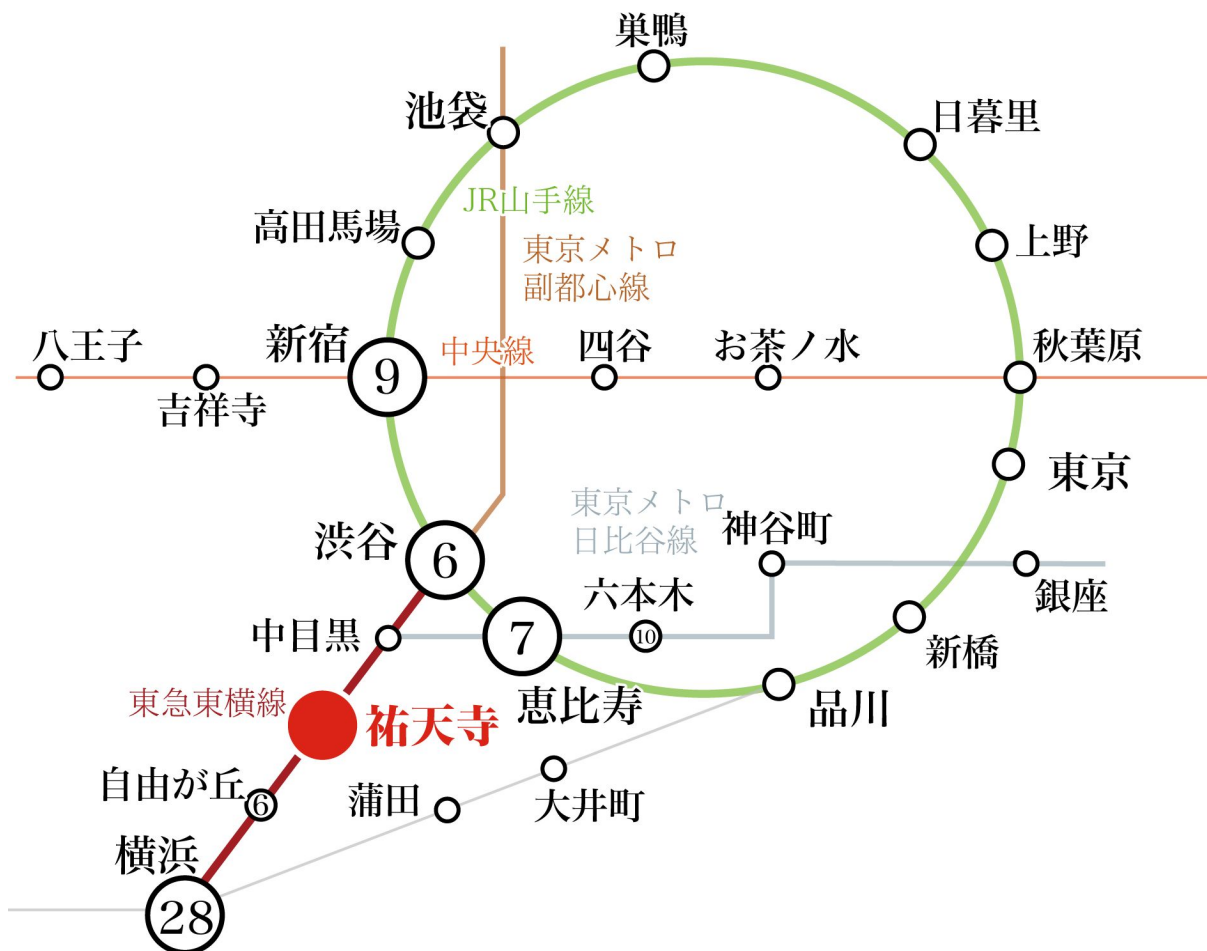 巣鴨
池袋
日暮里
JR山手線
高田馬場
上野
東京メトロ
副都心線
八王子
新宿
中央線
四谷
お茶ノ水
秋葉原
9
吉祥寺
東京
東京メトロ
日比谷線
神谷町
渋谷
6
六本木
銀座
中目黒
7
10
新橋
東急東横線
祐天寺
恵比寿
品川
自由が丘
6
蒲田
大井町
横浜
28